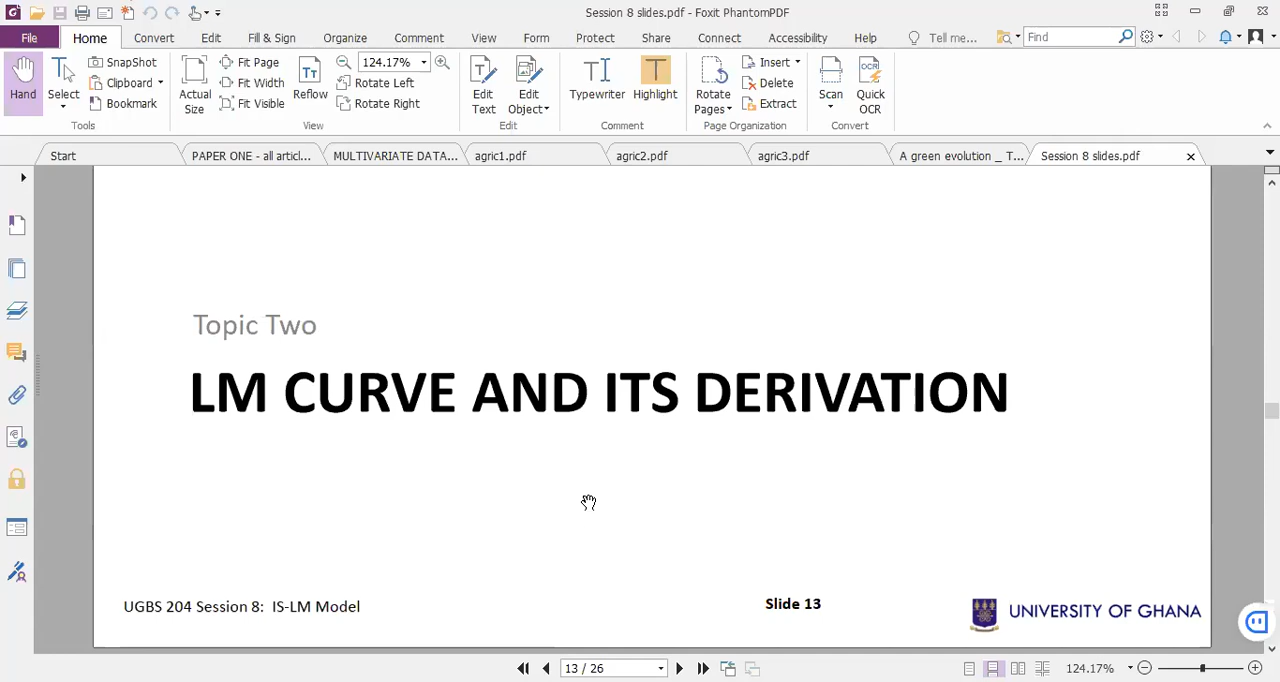 Session 8 slides.pdf - Foxit PhantomPDF
File Home Convert Edit Fill & Sign Organize Comment View Form Protect Share Connect Accessibility Help Tell me... Find
Hand
Select
SnapShot
Clipboard
Bookmark
Tools
Actual Size
Fit Page
Fit Width
Fit Visible
Reflow
124.17%
Rotate Left
Rotate Right
View
Edit Text
Edit Object
Edit
Typewriter
Highlight
Comment
Rotate Pages
Insert
Delete
Extract
Page Organization
Scan
Quick OCR
Convert
Start PAPER ONE - all articl... MULTIVARIATE DATA... agric1.pdf agric2.pdf agric3.pdf A green evolution _ T... Session 8 slides.pdf
Topic Two
LM CURVE AND ITS DERIVATION
UGBS 204 Session 8: IS-LM Model
Slide 13
UNIVERSITY OF GHANA
13 / 26
124.17%